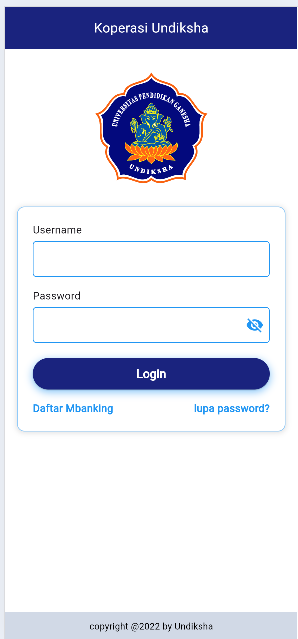 Koperasi Undiksha
UNIVERSITAS PENDIDIKAN GANESHA
UNDIKSHA
Username
Password
Login
Daftar Mbanking
lupa password?
copyright @2022 by Undiksha